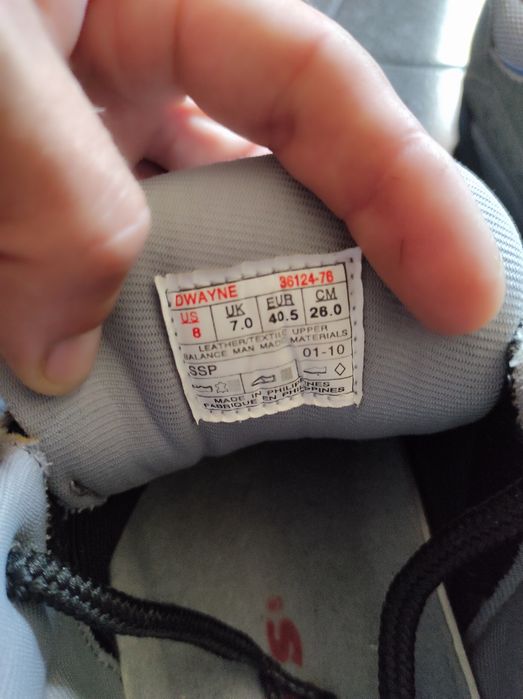 DWAYNE 36124-76
US UK EUR CM
8 7.0 40.5 26.0
LEATHER/TEXTILE UPPER
BALANCE MAN MADE MATERIALS
SSP 01-10
MADE IN PHILIPPINES
FABRIQUE EN PHILIPPINES
S®